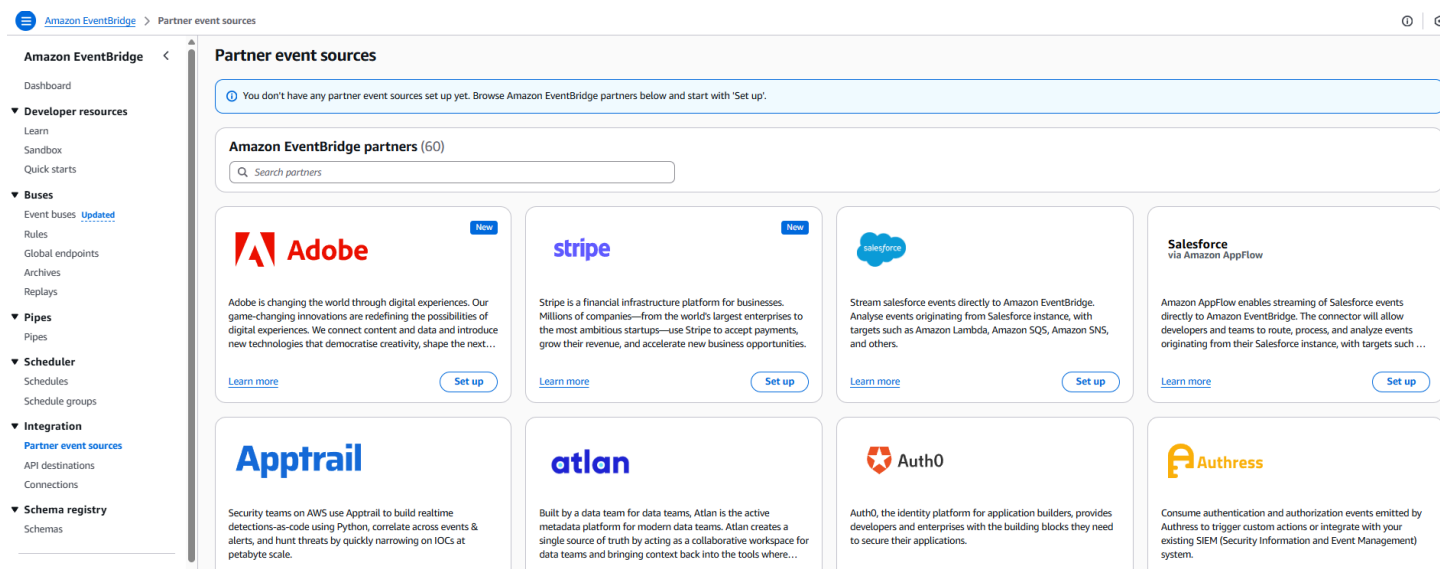 Amazon EventBridge > Partner event sources
Amazon EventBridge
Dashboard
Developer resources
Learn
Sandbox
Quick starts
Buses
Event buses Updated
Rules
Global endpoints
Archives
Replays
Pipes
Pipes
Scheduler
Schedules
Schedule groups
Integration
Partner event sources
API destinations
Connections
Schema registry
Schemas
Partner event sources
You don't have any partner event sources set up yet. Browse Amazon EventBridge partners below and start with 'Set up'.
Amazon EventBridge partners (60)
Search partners
New
Adobe
Adobe is changing the world through digital experiences. Our
game-changing innovations are redefining the possibilities of
digital experiences. We connect content and data and introduce
new technologies that democratise creativity, shape the next...
Learn more
Set up
New
stripe
Stripe is a financial infrastructure platform for businesses.
Millions of companies—from the world's largest enterprises to
the most ambitious startups—use Stripe to accept payments,
grow their revenue, and accelerate new business opportunities.
Learn more
Set up
salesforce
Stream salesforce events directly to Amazon EventBridge.
Analyse events originating from Salesforce instance, with
targets such as Amazon Lambda, Amazon SQS, Amazon SNS,
and others.
Learn more
Set up
Salesforce
via Amazon AppFlow
Amazon AppFlow enables streaming of Salesforce events
directly to Amazon EventBridge. The connector will allow
developers and teams to route, process, and analyze events
originating from their Salesforce instance, with targets such ...
Learn more
Set up
Apptrail
Security teams on AWS use Apptrail to build realtime
detections-as-code using Python, correlate across events &
alerts, and hunt threats by quickly narrowing on IOCs at
petabyte scale.
atlan
Built by a data team for data teams, Atlan is the active
metadata platform for modern data teams. Atlan creates a
single source of truth by acting as a collaborative workspace for
data teams and bringing context back into the tools where...
Auth0
Auth0, the identity platform for application builders, provides
developers and enterprises with the building blocks they need
to secure their applications.
Authress
Consume authentication and authorization events emitted by
Authress to trigger custom actions or integrate with your
existing SIEM (Security Information and Event Management)
system.